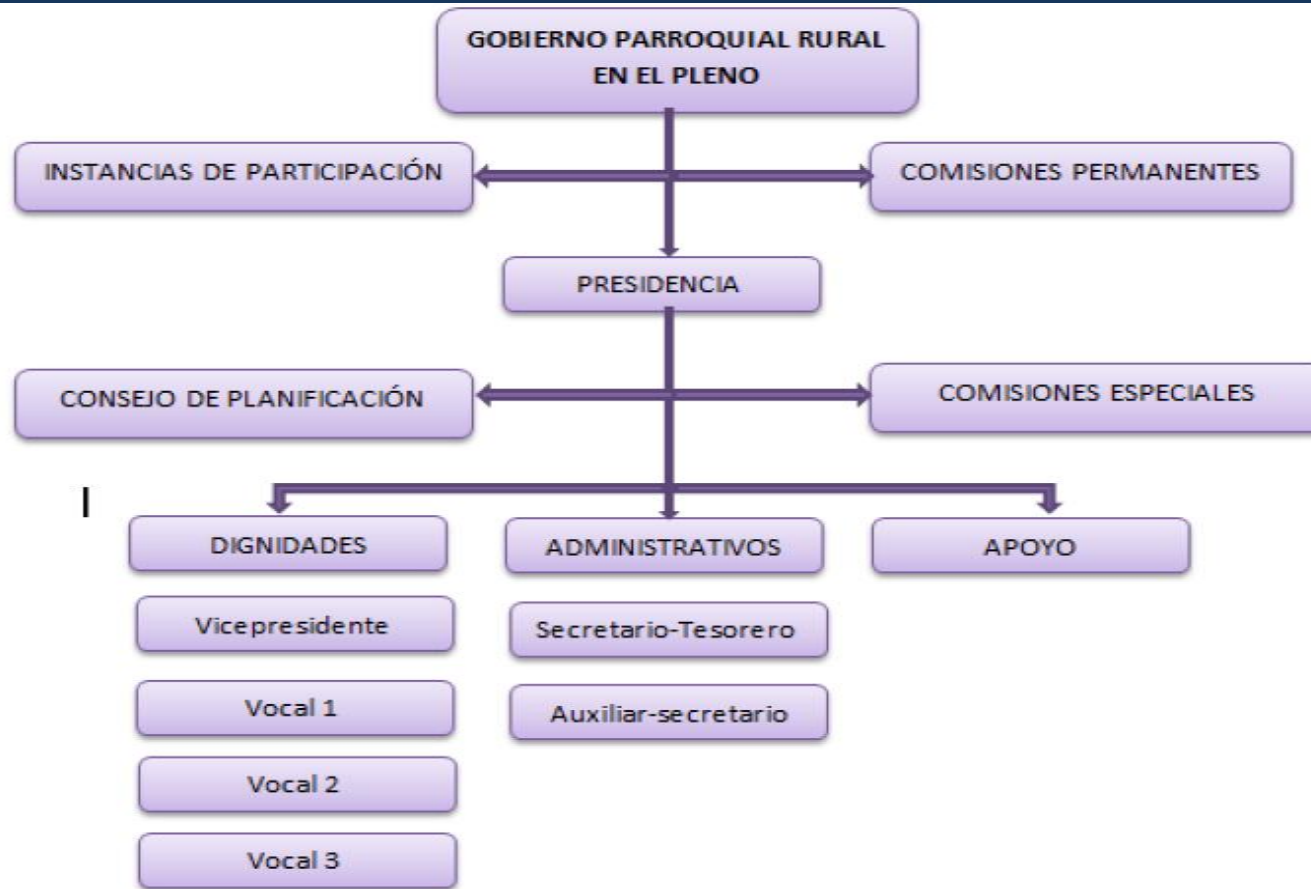 GOBIERNO PARROQUIAL RURAL
EN EL PLENO
INSTANCIAS DE PARTICIPACIÓN
COMISIONES PERMANENTES
PRESIDENCIA
CONSEJO DE PLANIFICACIÓN
COMISIONES ESPECIALES
DIGNIDADES
ADMINISTRATIVOS
APOYO
Vicepresidente
Secretario-Tesorero
Vocal 1
Auxiliar-secretario
Vocal 2
Vocal 3